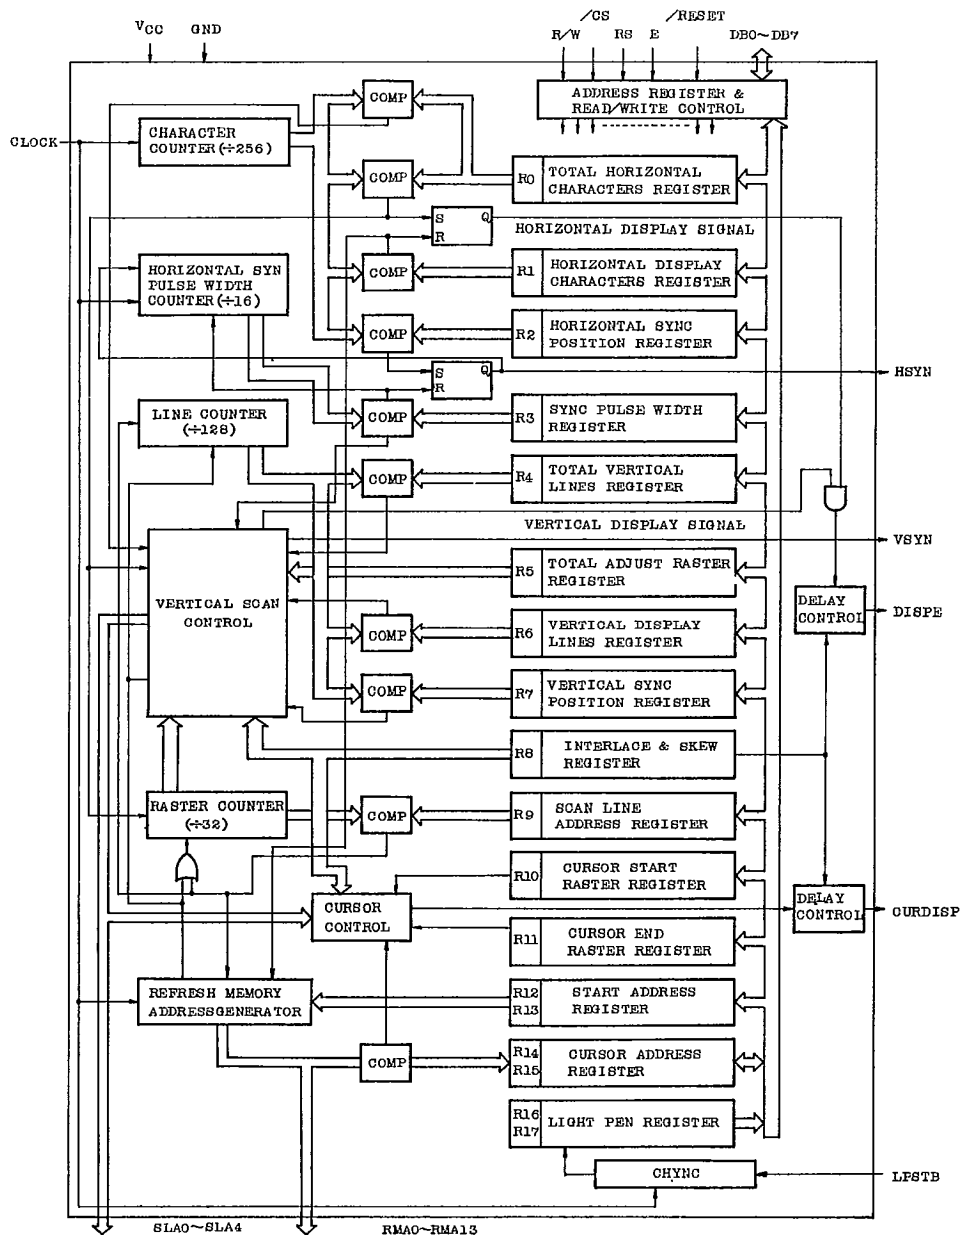 VCC
GND
/CS
/RESET
R/W
RS
E
DB0~DB7
ADDRESS REGISTER &
READ/WRITE CONTROL
COMP
CLOCK
CHARACTER
COUNTER(÷256)
COMP
R0
TOTAL HORIZONTAL
CHARACTERS REGISTER
S
Q
R
HORIZONTAL DISPLAY SIGNAL
HORIZONTAL SYN
PULSE WIDTH
COUNTER(÷16)
COMP
R1
HORIZONTAL DISPLAY
CHARACTERS REGISTER
COMP
R2
HORIZONTAL SYNC
POSITION REGISTER
S
Q
R
HSYN
LINE COUNTER
(÷128)
COMP
R3
SYNC PULSE WIDTH
REGISTER
COMP
R4
TOTAL VERTICAL
LINES REGISTER
VERTICAL DISPLAY SIGNAL
VSYN
VERTICAL SCAN
CONTROL
R5
TOTAL ADJUST RASTER
REGISTER
DELAY
CONTROL
DISPE
COMP
R6
VERTICAL DISPLAY
LINES REGISTER
COMP
R7
VERTICAL SYNC
POSITION REGISTER
R8
INTERLACE & SKEW
REGISTER
RASTER COUNTER
(÷32)
COMP
R9
SCAN LINE
ADDRESS REGISTER
R10
CURSOR START
RASTER REGISTER
CURSOR
CONTROL
DELAY
CONTROL
CURDISP
R11
CURSOR END
RASTER REGISTER
REFRESH MEMORY
ADDRESSGENERATOR
R12
R13
START ADDRESS
REGISTER
COMP
R14
R15
CURSOR ADDRESS
REGISTER
R16
R17
LIGHT PEN REGISTER
CHYNC
LPSTB
SLA0~SLA4
RMA0~RMA13